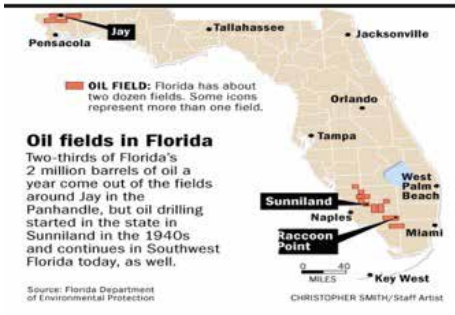 Jay
Tallahassee
Jacksonville
Pensacola
OIL FIELD: Florida has about
two dozen fields. Some icons
represent more than one field.
Orlando
Tampa
Oil fields in Florida
Two-thirds of Florida's
2 million barrels of oil a
year come out of the fields
around Jay in the
Panhandle, but oil drilling
started in the state in
Sunniland in the 1940s
and continues in Southwest
Florida today, as well.
West
Palm
Beach
Sunniland
Naples
Raccoon
Point
Miami
0 40
MILES
Key West
Source: Florida Department
of Environmental Protection
CHRISTOPHER SMITH/Staff Artist